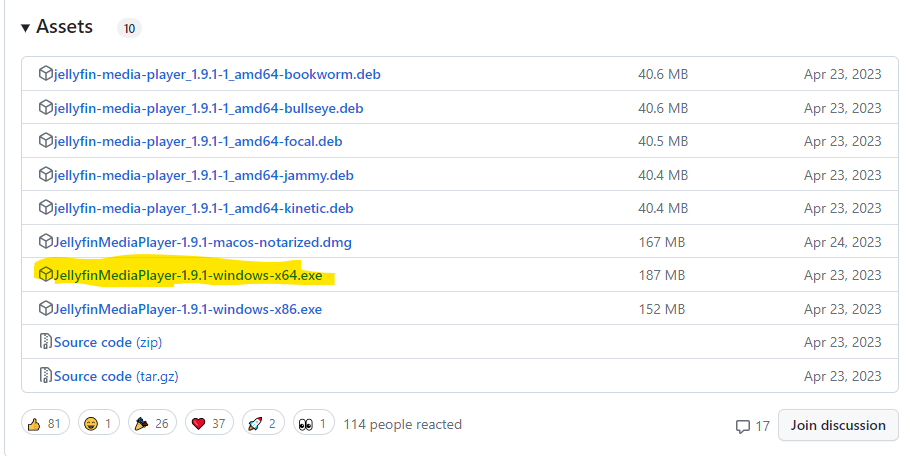 Assets 10
jellyfin-media-player_1.9.1-1_amd64-bookworm.deb 40.6 MB Apr 23, 2023
jellyfin-media-player_1.9.1-1_amd64-bullseye.deb 40.6 MB Apr 23, 2023
jellyfin-media-player_1.9.1-1_amd64-focal.deb 40.5 MB Apr 23, 2023
jellyfin-media-player_1.9.1-1_amd64-jammy.deb 40.4 MB Apr 23, 2023
jellyfin-media-player_1.9.1-1_amd64-kinetic.deb 40.4 MB Apr 23, 2023
JellyfinMediaPlayer-1.9.1-macos-notarized.dmg 167 MB Apr 24, 2023
JellyfinMediaPlayer-1.9.1-windows-x64.exe 187 MB Apr 23, 2023
JellyfinMediaPlayer-1.9.1-windows-x86.exe 152 MB Apr 23, 2023
Source code (zip) Apr 23, 2023
Source code (tar.gz) Apr 23, 2023
81 1 26 37 2 1 114 people reacted 17 Join discussion